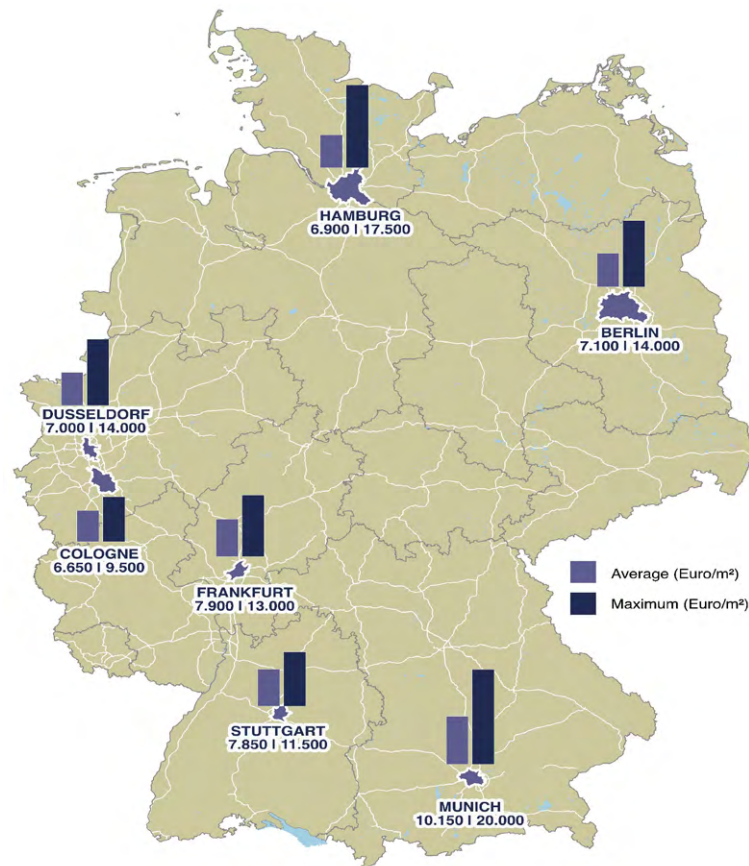 HAMBURG
6.900 | 17.500
BERLIN
7.100 | 14.000
DUSSELDORF
7.000 | 14.000
COLOGNE
6.650 | 9.500
FRANKFURT
7.900 | 13.000
Average (Euro/m²)
Maximum (Euro/m²)
STUTTGART
7.850 | 11.500
MUNICH
10.150 | 20.000